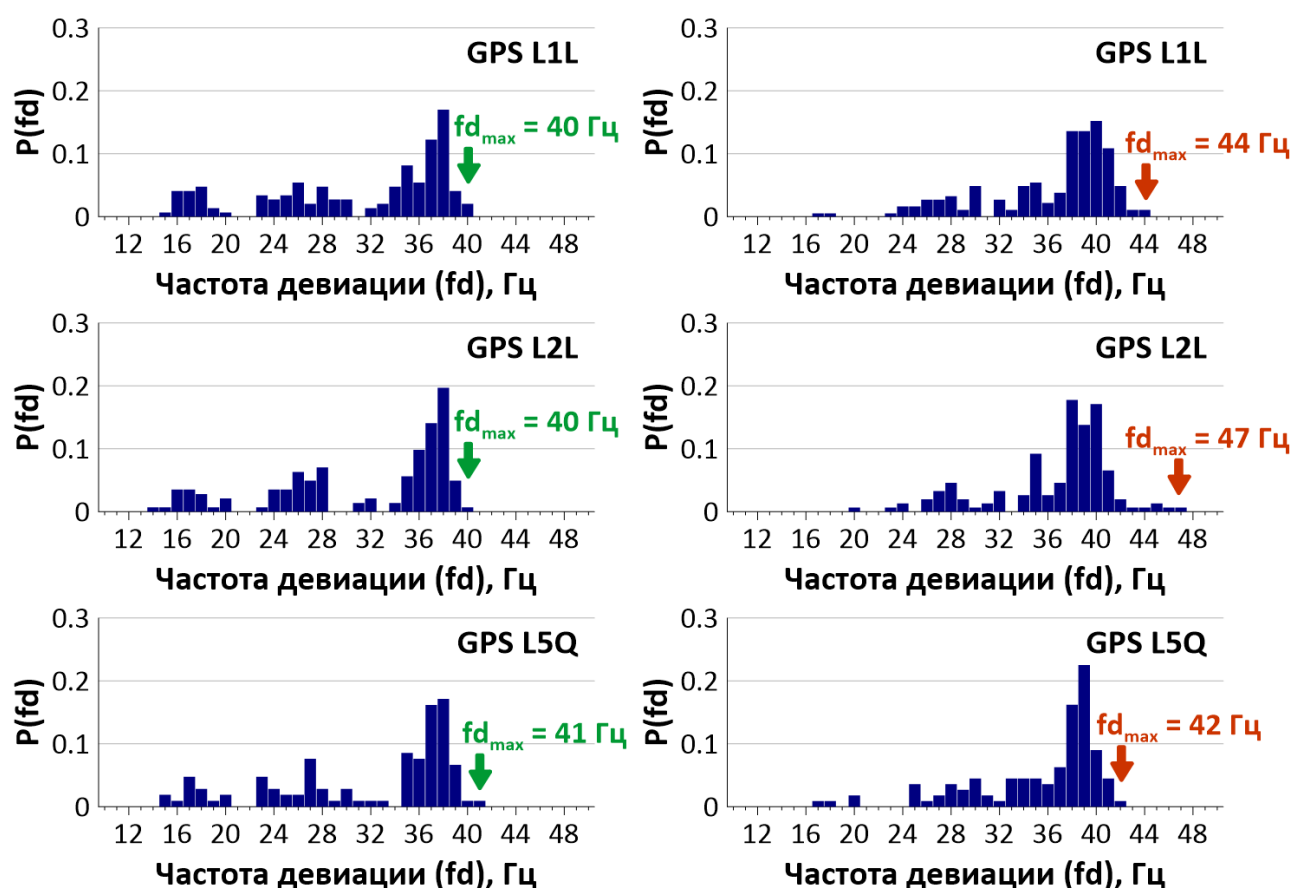 0.3
0.2
0.1
0
P(fd)
GPS L1L
fdmax = 40 Гц
12 16 20 24 28 32 36 40 44 48
Частота девиации (fd), Гц
0.3
0.2
0.1
0
P(fd)
GPS L1L
fdmax = 44 Гц
12 16 20 24 28 32 36 40 44 48
Частота девиации (fd), Гц
0.3
0.2
0.1
0
P(fd)
GPS L2L
fdmax = 40 Гц
12 16 20 24 28 32 36 40 44 48
Частота девиации (fd), Гц
0.3
0.2
0.1
0
P(fd)
GPS L2L
fdmax = 47 Гц
12 16 20 24 28 32 36 40 44 48
Частота девиации (fd), Гц
0.3
0.2
0.1
0
P(fd)
GPS L5Q
fdmax = 41 Гц
12 16 20 24 28 32 36 40 44 48
Частота девиации (fd), Гц
0.3
0.2
0.1
0
P(fd)
GPS L5Q
fdmax = 42 Гц
12 16 20 24 28 32 36 40 44 48
Частота девиации (fd), Гц